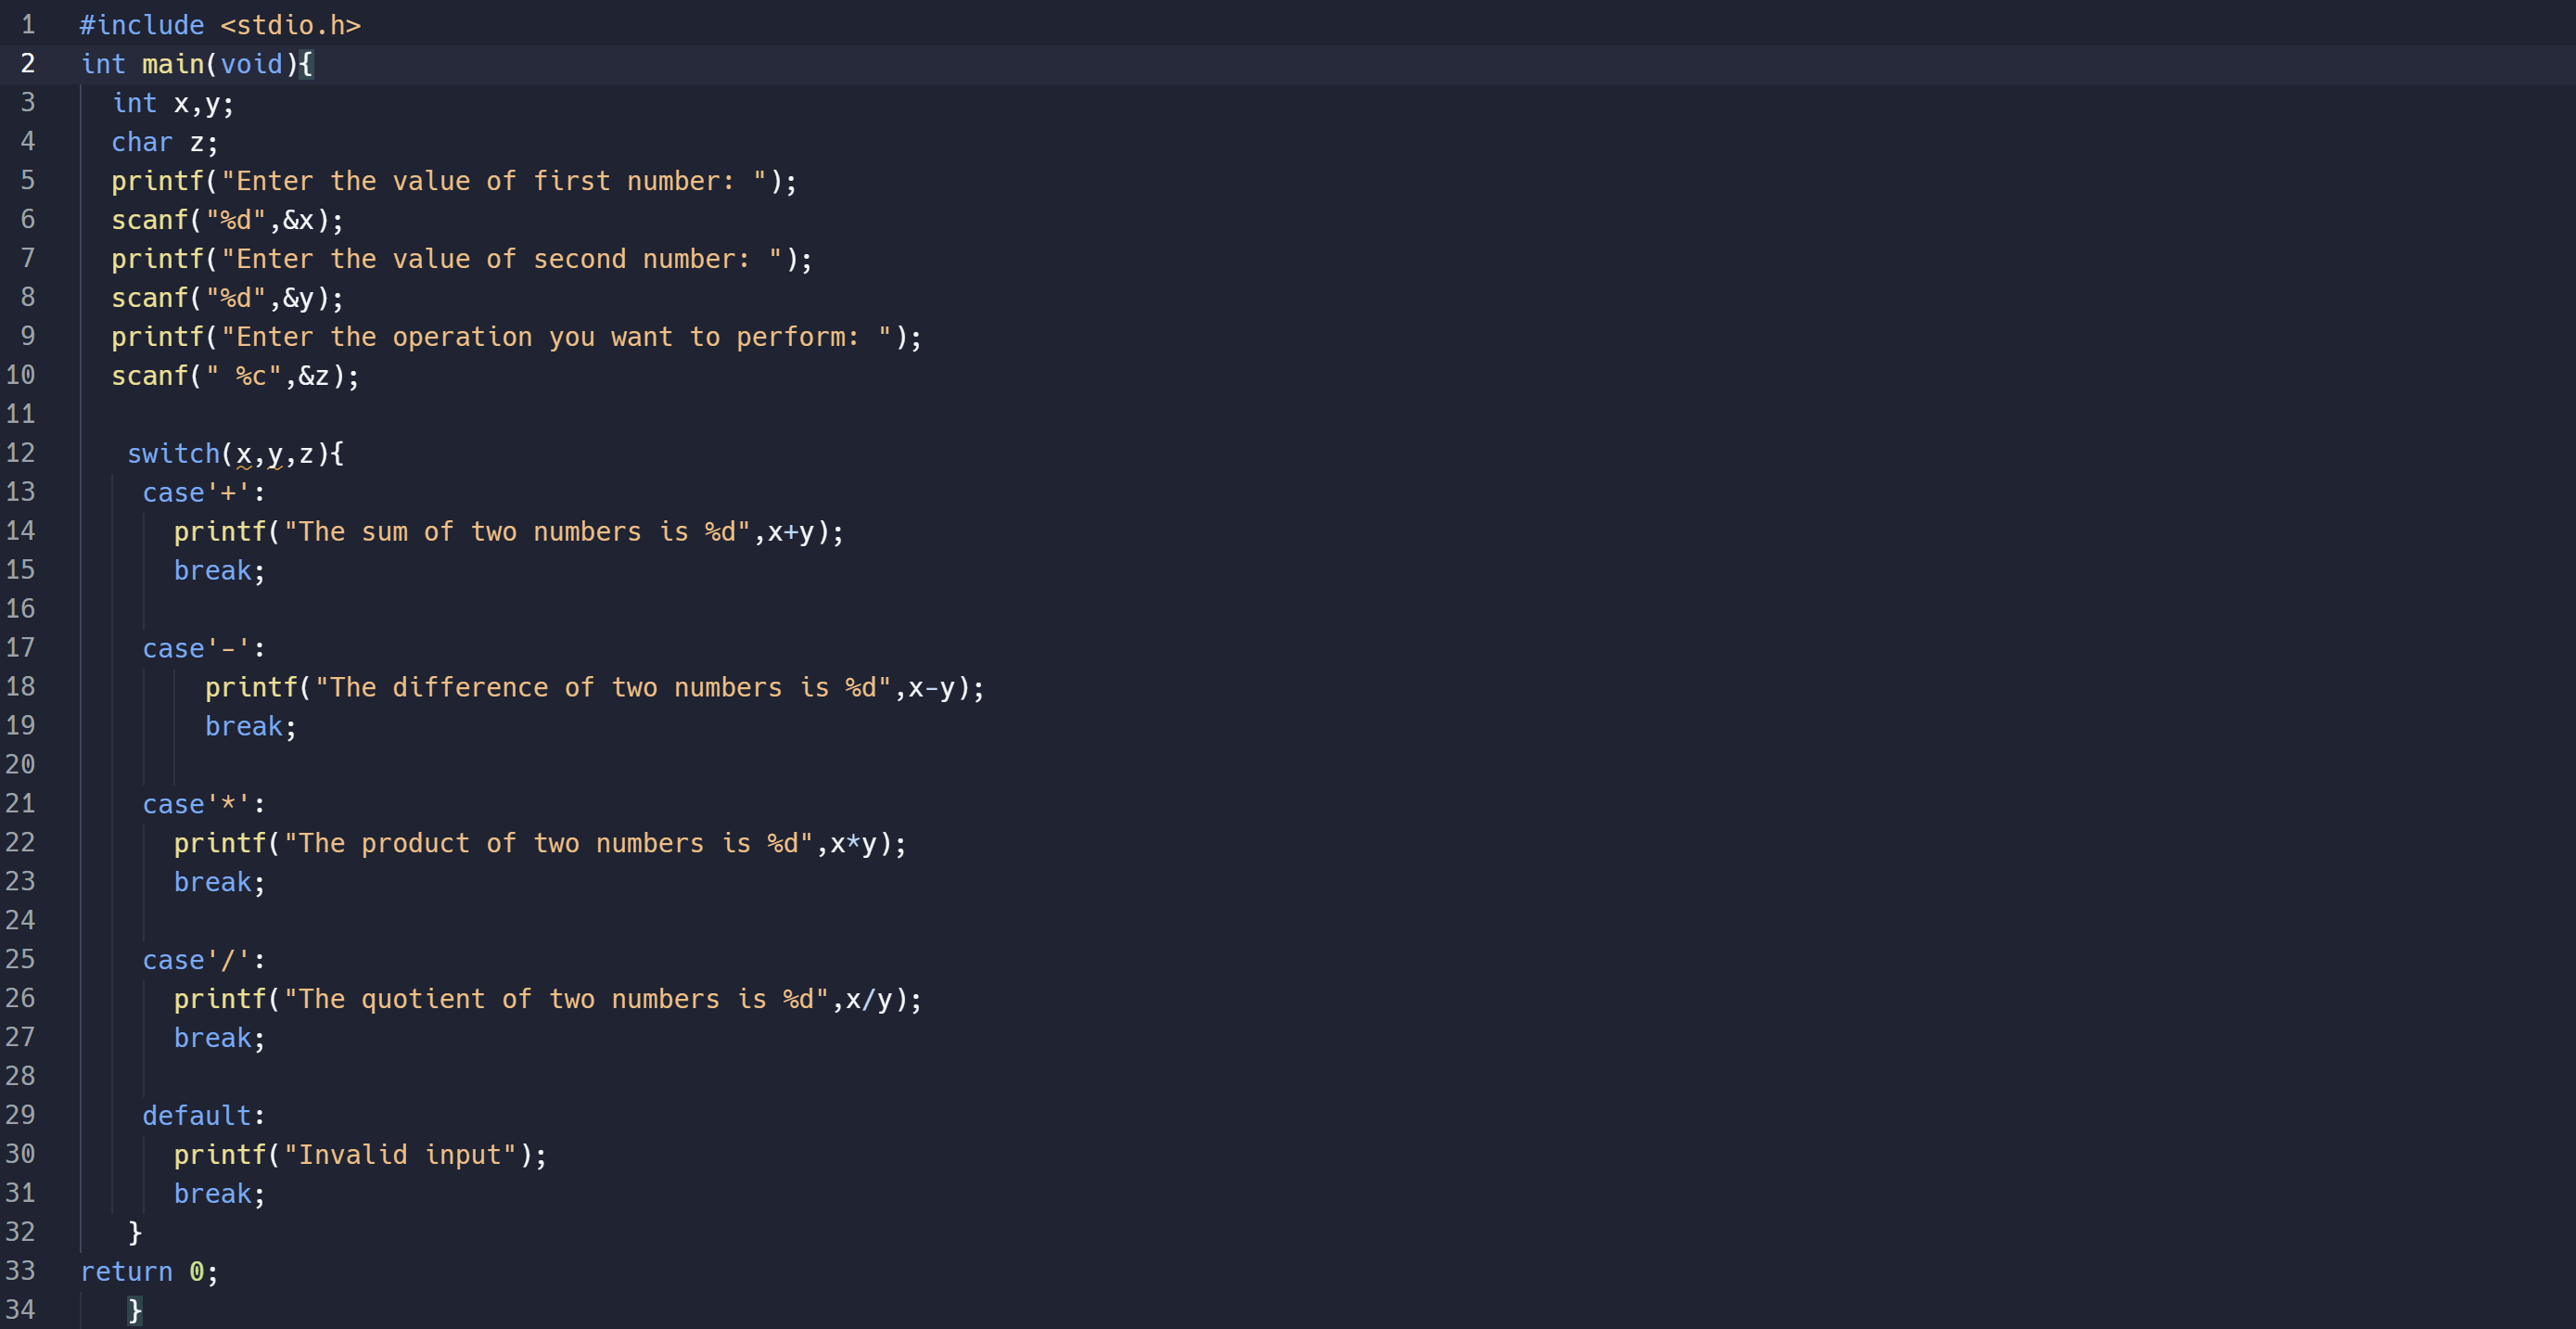 1 #include <stdio.h>
2 int main(void){
3 int x,y;
4 char z;
5 printf("Enter the value of first number: ");
6 scanf("%d",&x);
7 printf("Enter the value of second number: ");
8 scanf("%d",&y);
9 printf("Enter the operation you want to perform: ");
10 scanf(" %c",&z);
11
12 switch(x,y,z){
13 case'+':
14 printf("The sum of two numbers is %d",x+y);
15 break;
16
17 case'-':
18 printf("The difference of two numbers is %d",x-y);
19 break;
20
21 case'*':
22 printf("The product of two numbers is %d",x*y);
23 break;
24
25 case'/':
26 printf("The quotient of two numbers is %d",x/y);
27 break;
28
29 default:
30 printf("Invalid input");
31 break;
32 }
33 return 0;
34 }